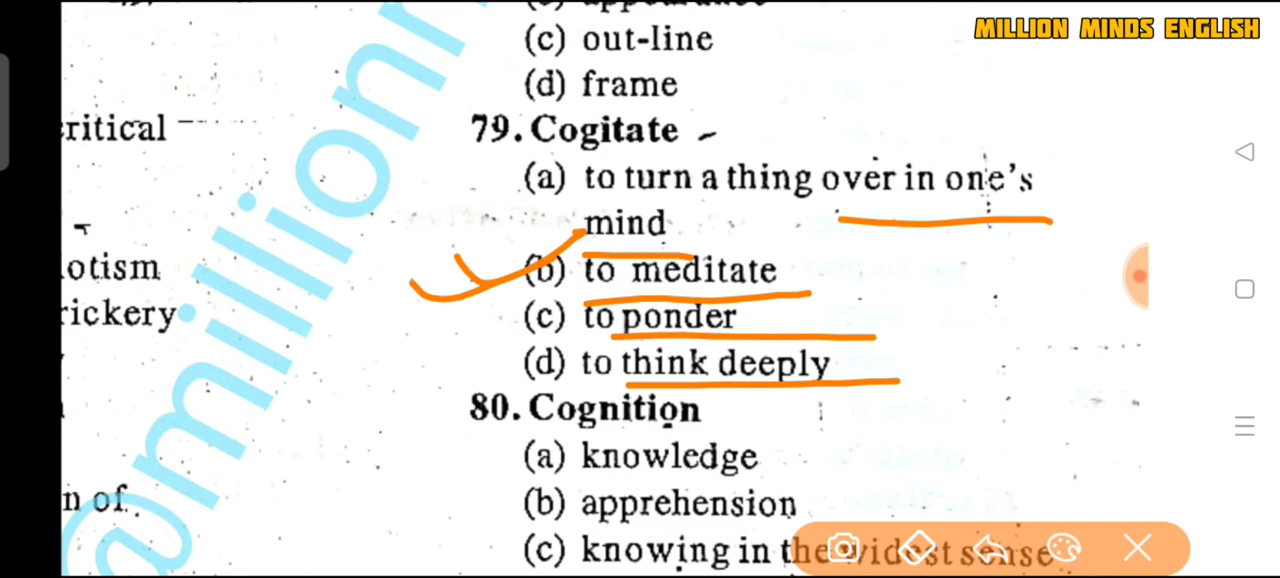 MILLION MINDS ENGLISH
(c) out-line
(d) frame
ritical
79. Cogitate
(a) to turn a thing over in one's
mind
otism
(b) to meditate
rickery
(c) to ponder
(d) to think deeply
80. Cognition
(a) knowledge
n of
(b) apprehension
(c) knowing in the widest sense
@million